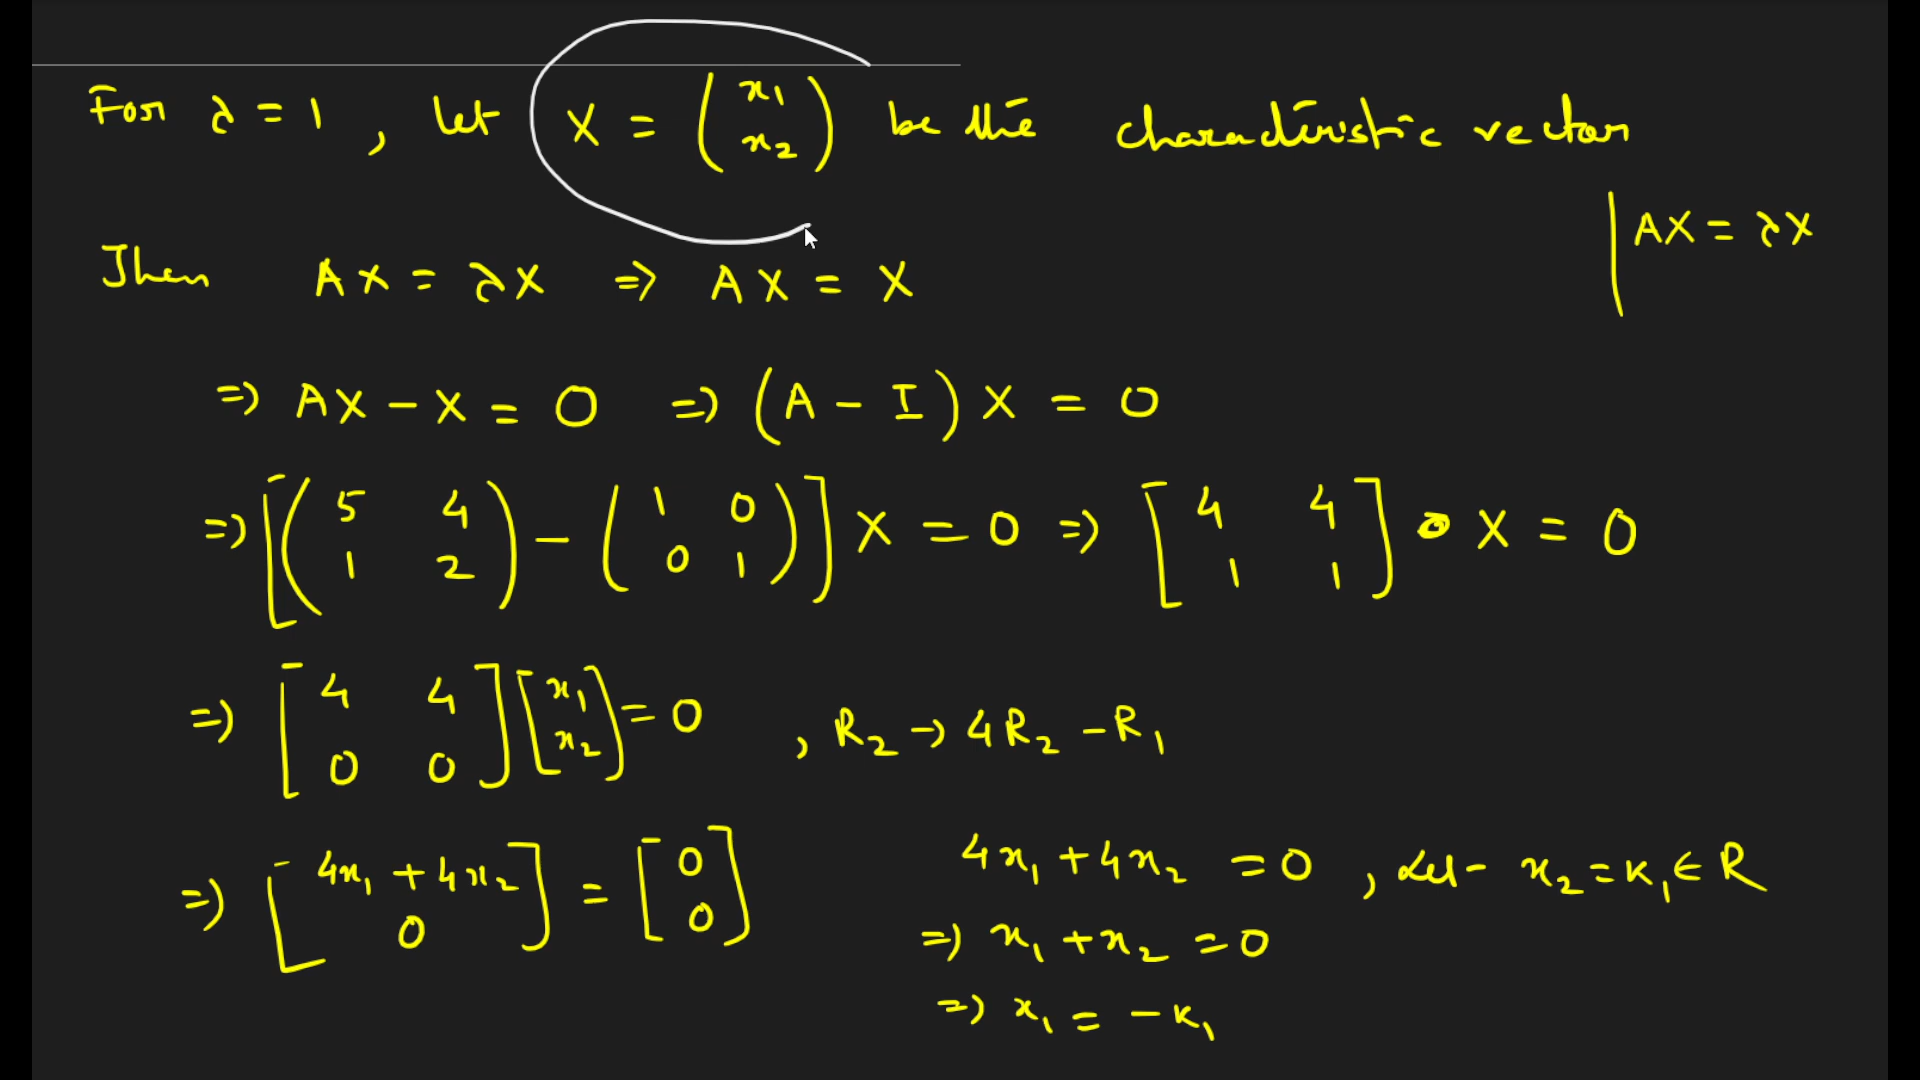 For λ = 1 , let X = (x1 x2) be the characteristic vector
| AX = λX
Then AX = λX => AX = X
=> AX - X = 0 => (A - I) X = 0
=> [(5 4 1 2) - (1 0 0 1)] X = 0 => [4 4 1 1] • X = 0
=> [4 4 0 0] [x1 x2] = 0 , R2 → 4R2 - R1
=> [4x1 + 4x2 0] = [0 0]
4x1 + 4x2 = 0 , Let x2 = K1 ∈ R
=> x1 + x2 = 0
=> x1 = - K1